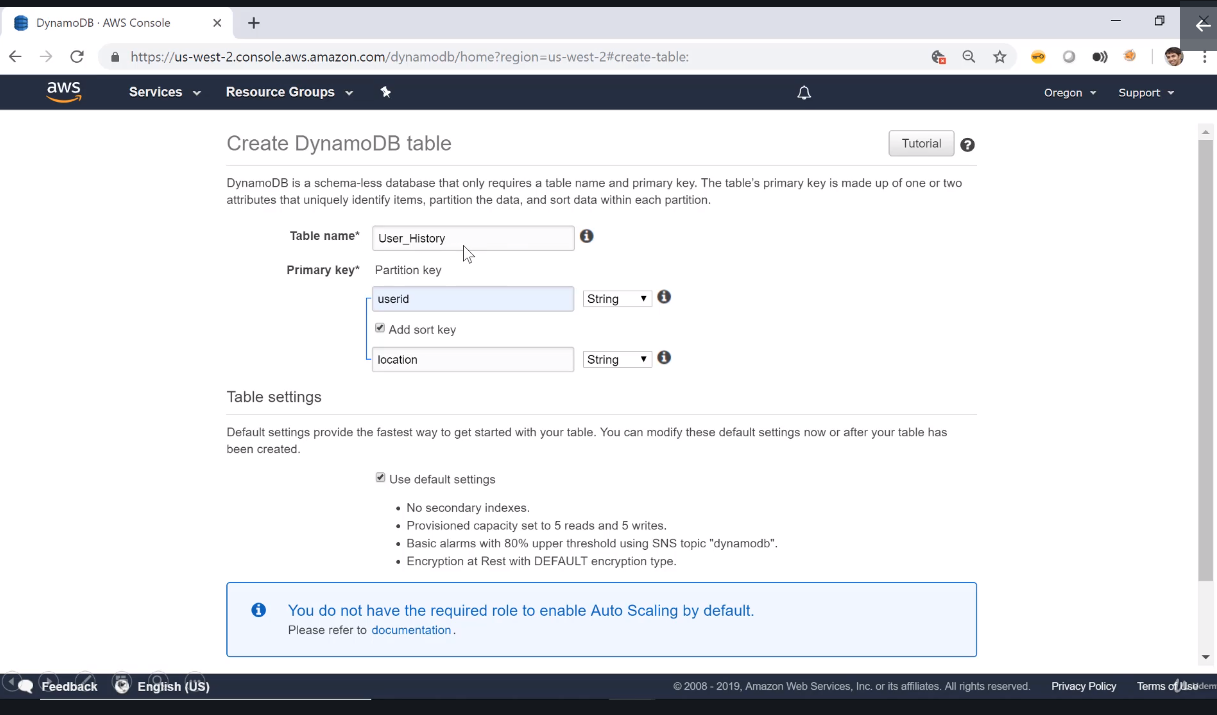 DynamoDB · AWS Console
https://us-west-2.console.aws.amazon.com/dynamodb/home?region=us-west-2#create-table:
aws Services Resource Groups Oregon Support
Create DynamoDB table Tutorial
DynamoDB is a schema-less database that only requires a table name and primary key. The table's primary key is made up of one or two
attributes that uniquely identify items, partition the data, and sort data within each partition.
Table name* User_History
Primary key* Partition key
userid String
Add sort key
location String
Table settings
Default settings provide the fastest way to get started with your table. You can modify these default settings now or after your table has
been created.
Use default settings
No secondary indexes.
Provisioned capacity set to 5 reads and 5 writes.
Basic alarms with 80% upper threshold using SNS topic "dynamodb".
Encryption at Rest with DEFAULT encryption type.
You do not have the required role to enable Auto Scaling by default.
Please refer to documentation.
Feedback English (US) © 2008 - 2019, Amazon Web Services, Inc. or its affiliates. All rights reserved. Privacy Policy Terms of Use